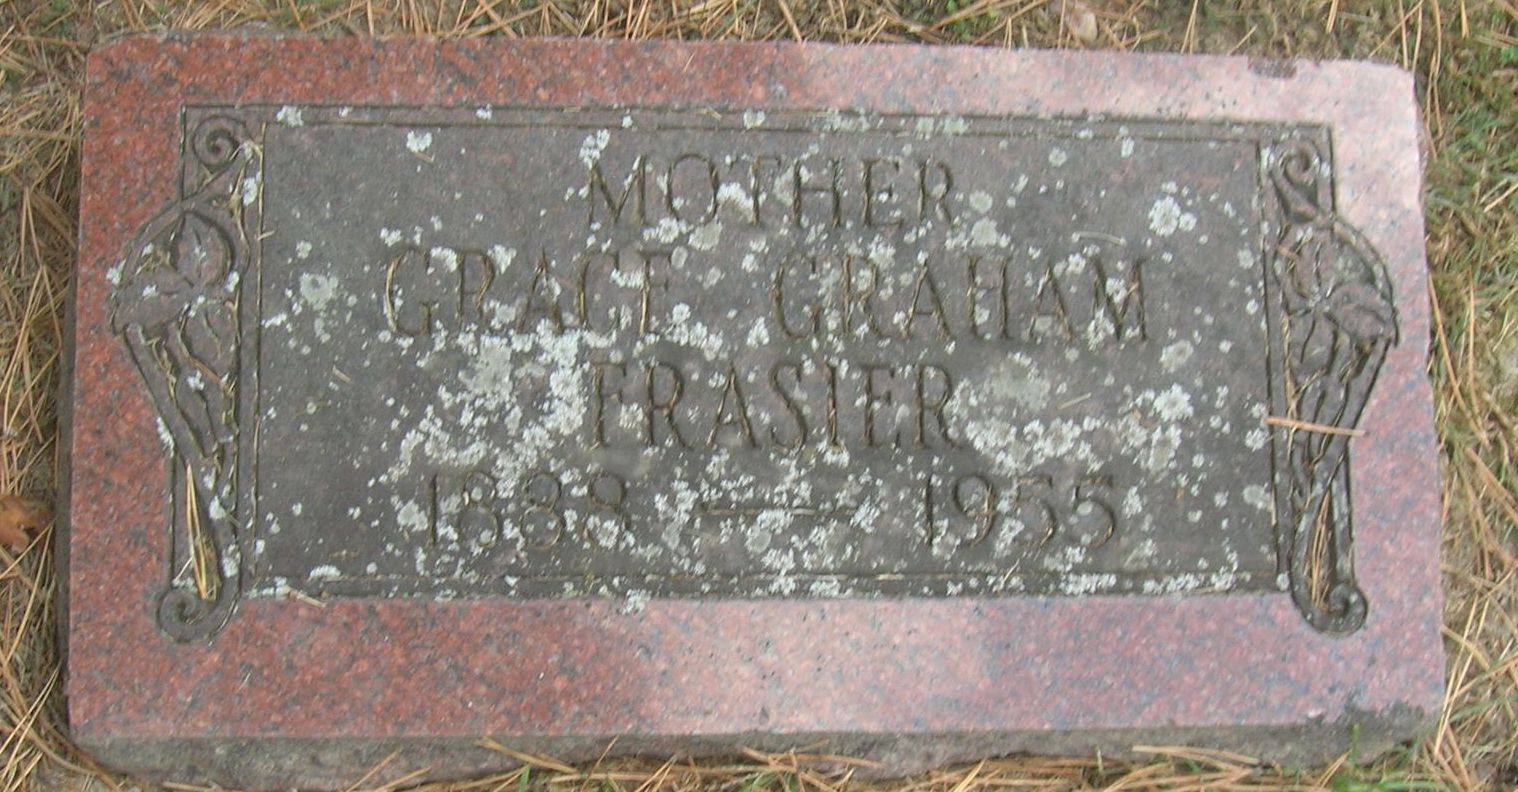 MOTHER
GRACE GRAHAM
FRASIER
1888 — 1955